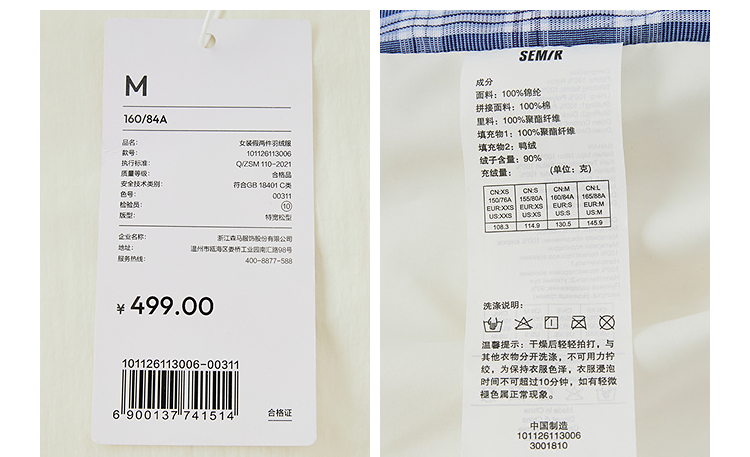 M
160/84A
品名: 女装假两件羽绒服
款号: 101126113006
执行标准: Q/ZSM 110-2021
质量等级: 合格品
安全技术类别: 符合GB 18401 C类
色号: 00311
检验员: 10
版型: 特宽松型
企业名称: 浙江森马服饰股份有限公司
地址: 温州市瓯海区娄桥工业园南汇路98号
服务热线: 400-8877-588
¥ 499.00
101126113006-00311
6 900137 741514
合格证
SEMIR
成分
面料: 100%锦纶
拼接面料: 100%棉
里料: 100%聚酯纤维
填充物1: 100%聚酯纤维
填充物2: 鸭绒
绒子含量: 90%
充绒量: (单位: 克)
CN:XS CN:S CN:M CN:L
150/76A 155/80A 160/84A 165/88A
EUR:XXS EUR:XS EUR:S EUR:M
US:XXS US:XS US:S US:M
108.3 114.9 130.5 145.9
洗涤说明:
温馨提醒: 干燥后轻轻拍打, 与
其他衣物分开洗涤, 不可用力拧
绞, 为保持衣服色泽, 衣服浸泡
时间不可超过10分钟, 如有轻微
褪色属正常现象。
中国制造
101126113006
3001810